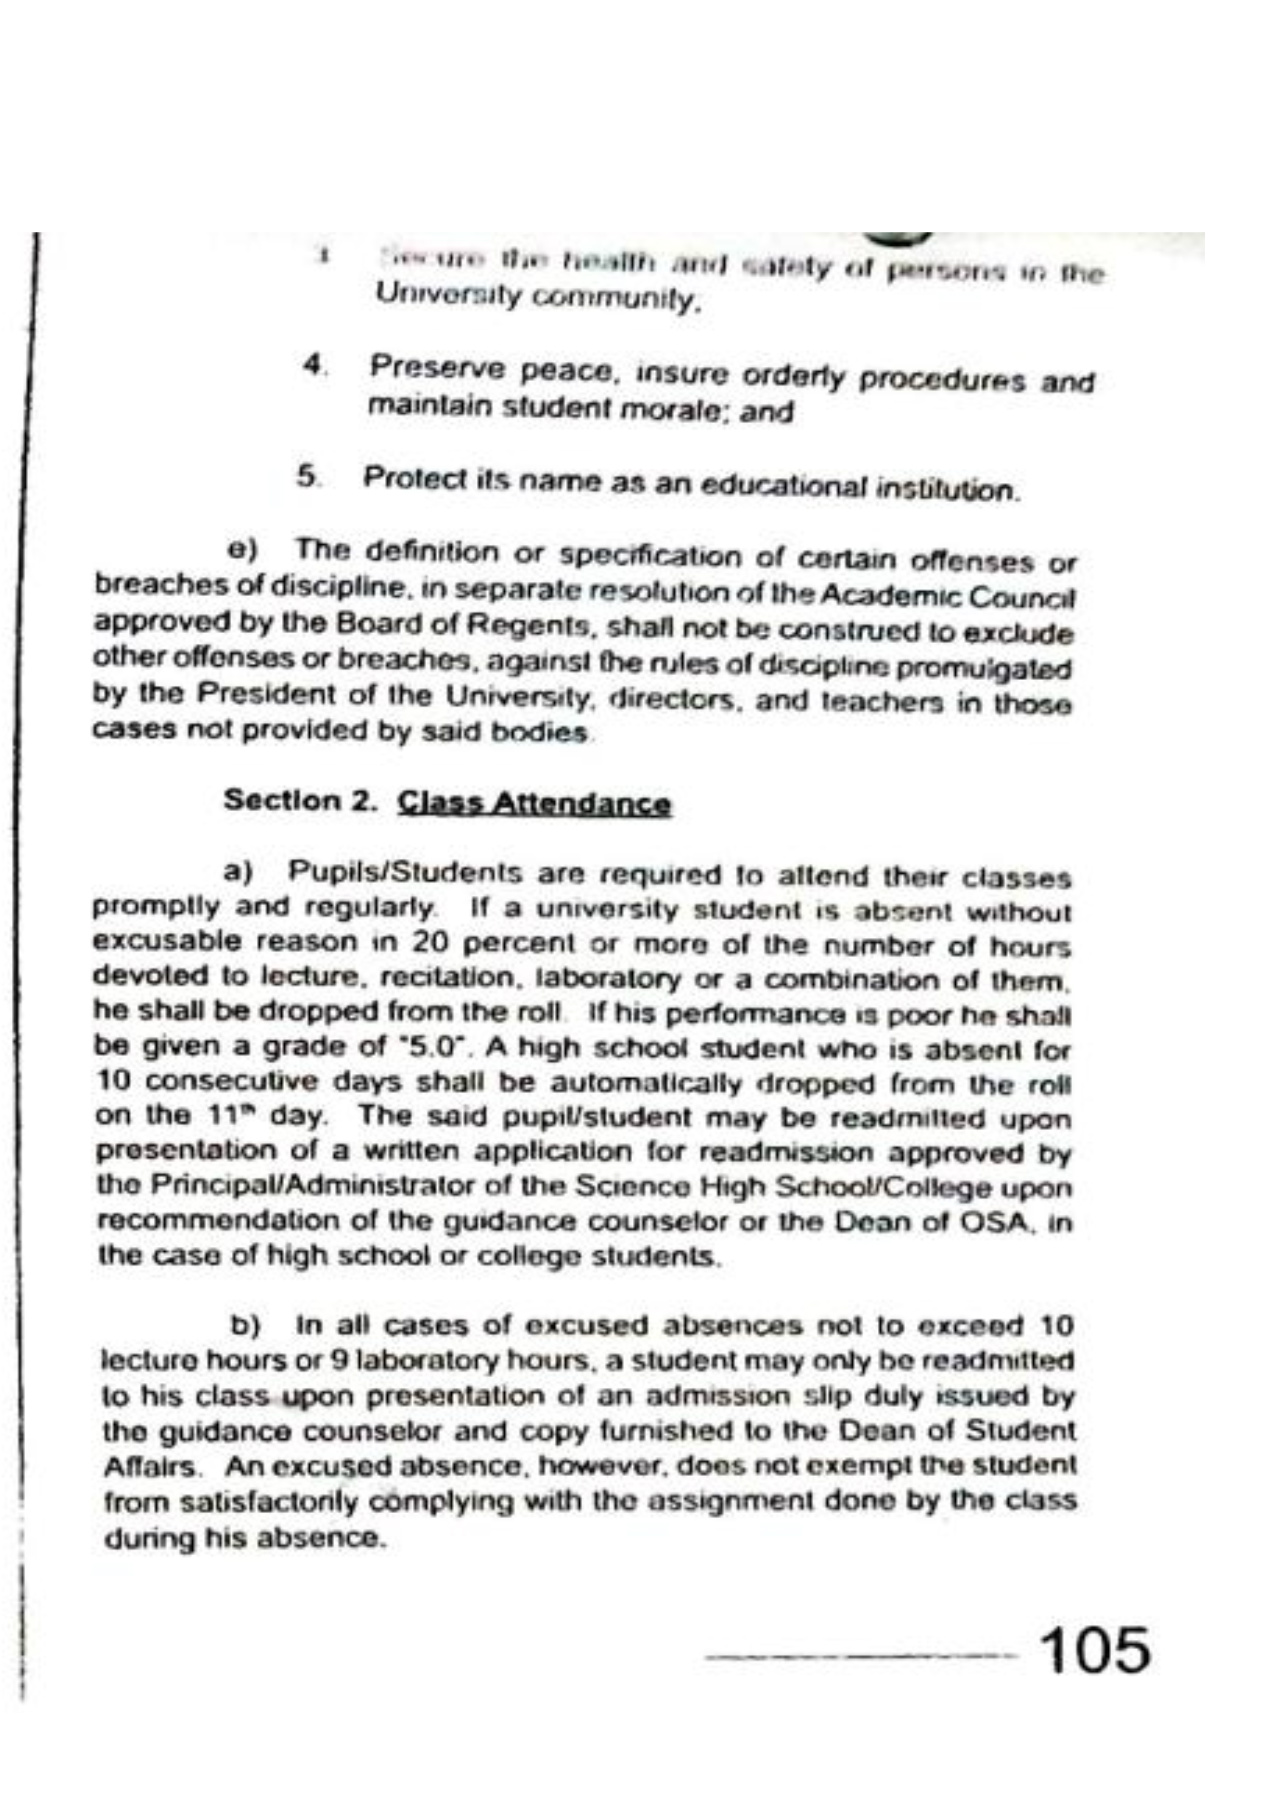 3 Secure the health and safety of persons in the
University community.
4. Preserve peace, insure orderly procedures and
maintain student morale; and
5. Protect its name as an educational institution.
e) The definition or specification of certain offenses or
breaches of discipline, in separate resolution of the Academic Council
approved by the Board of Regents, shall not be construed to exclude
other offenses or breaches, against the rules of discipline promulgated
by the President of the University, directors, and teachers in those
cases not provided by said bodies.
Section 2. Class Attendance
a) Pupils/Students are required to attend their classes
promptly and regularly. If a university student is absent without
excusable reason in 20 percent or more of the number of hours
devoted to lecture, recitation, laboratory or a combination of them,
he shall be dropped from the roll. If his performance is poor he shall
be given a grade of "5.0". A high school student who is absent for
10 consecutive days shall be automatically dropped from the roll
on the 11th day. The said pupil/student may be readmitted upon
presentation of a written application for readmission approved by
the Principal/Administrator of the Science High School/College upon
recommendation of the guidance counselor or the Dean of OSA, in
the case of high school or college students.
b) In all cases of excused absences not to exceed 10
lecture hours or 9 laboratory hours, a student may only be readmitted
to his class upon presentation of an admission slip duly issued by
the guidance counselor and copy furnished to the Dean of Student
Affairs. An excused absence, however, does not exempt the student
from satisfactorily complying with the assignment done by the class
during his absence.
105